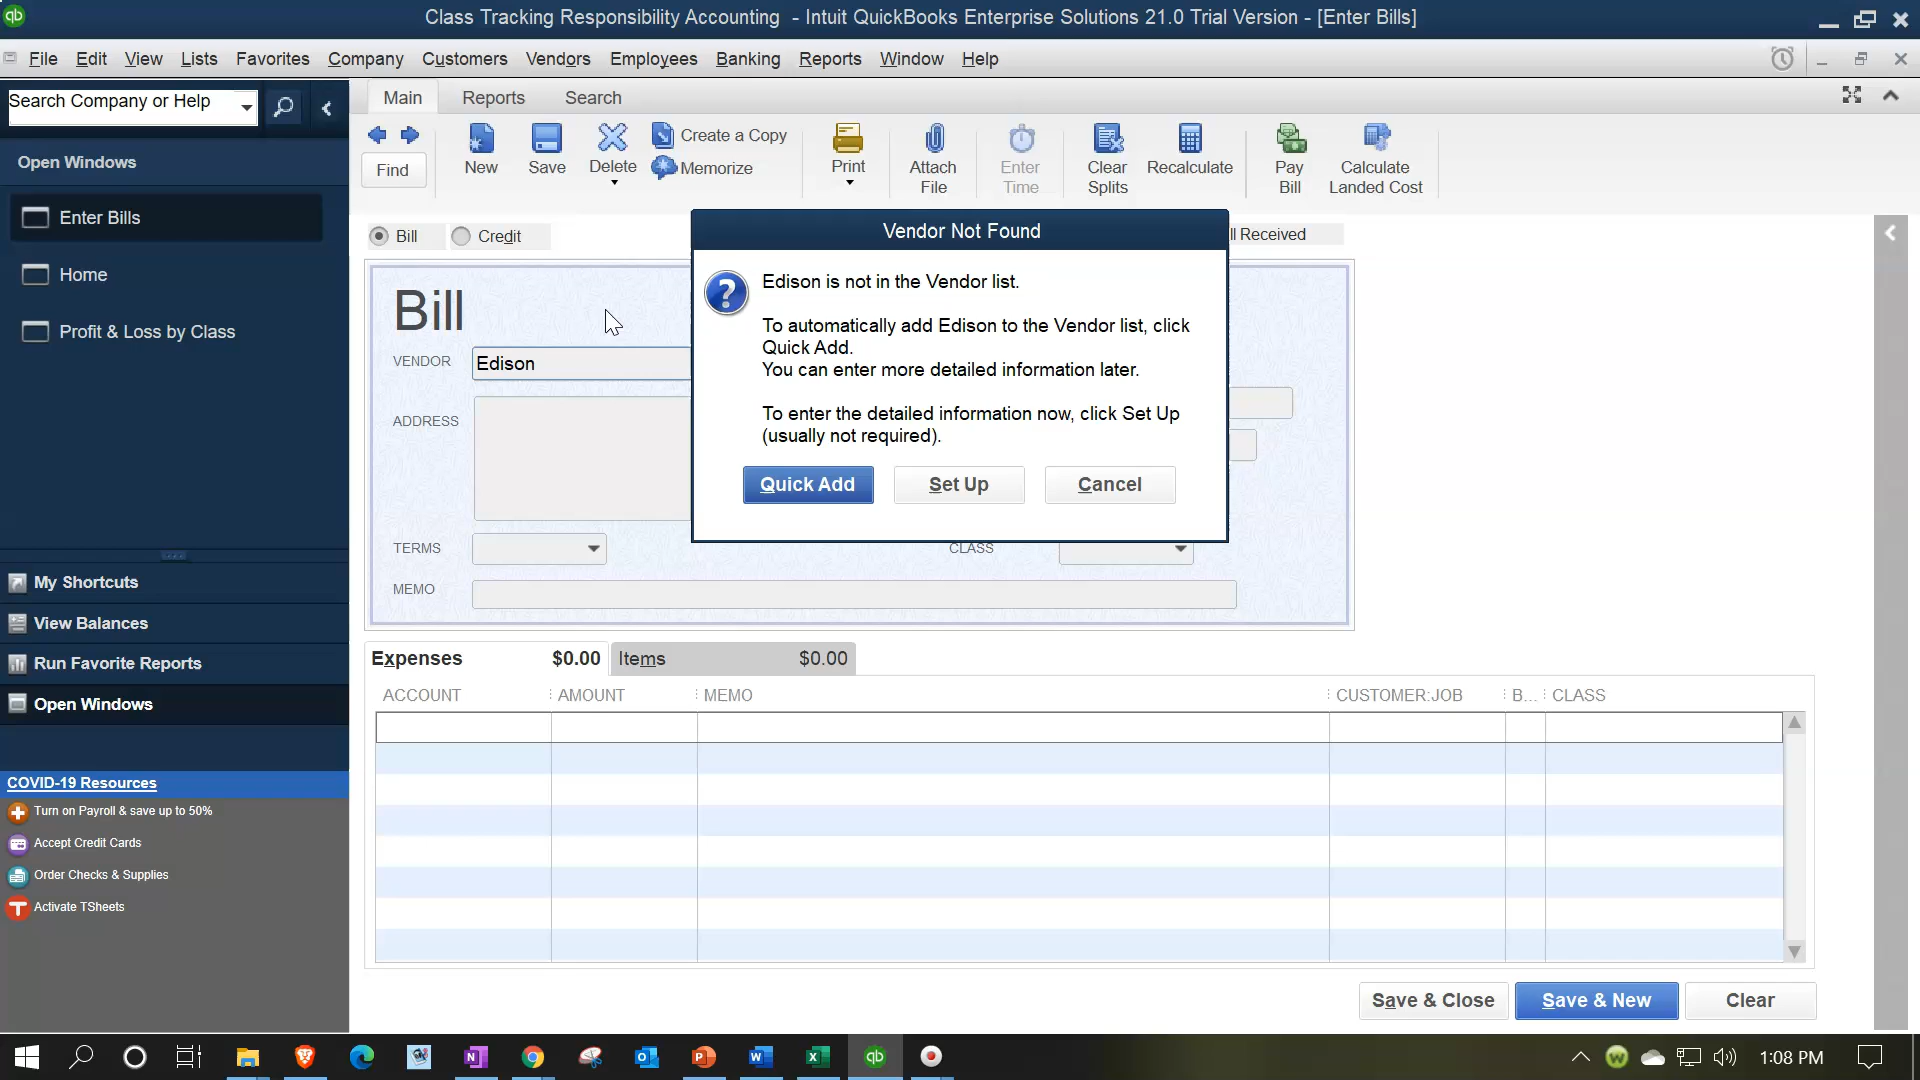 Class Tracking Responsibility Accounting - Intuit QuickBooks Enterprise Solutions 21.0 Trial Version - [Enter Bills]
File Edit View Lists Favorites Company Customers Vendors Employees Banking Reports Window Help
Search Company or Help
Main Reports Search
Find
New
Save
Delete
Create a Copy
Memorize
Print
Attach
File
Enter
Time
Clear
Splits
Recalculate
Pay
Bill
Calculate
Landed Cost
Open Windows
Enter Bills
Home
Profit & Loss by Class
My Shortcuts
View Balances
Run Favorite Reports
Open Windows
COVID-19 Resources
Turn on Payroll & save up to 50%
Accept Credit Cards
Order Checks & Supplies
Activate TSheets
Bill Credit
ll Received
Bill
VENDOR Edison
ADDRESS
TERMS
CLASS
MEMO
Vendor Not Found
Edison is not in the Vendor list.
To automatically add Edison to the Vendor list, click
Quick Add.
You can enter more detailed information later.
To enter the detailed information now, click Set Up
(usually not required).
Quick Add Set Up Cancel
Expenses $0.00 Items $0.00
ACCOUNT AMOUNT MEMO CUSTOMER:JOB B... CLASS
Save & Close Save & New Clear
1:08 PM